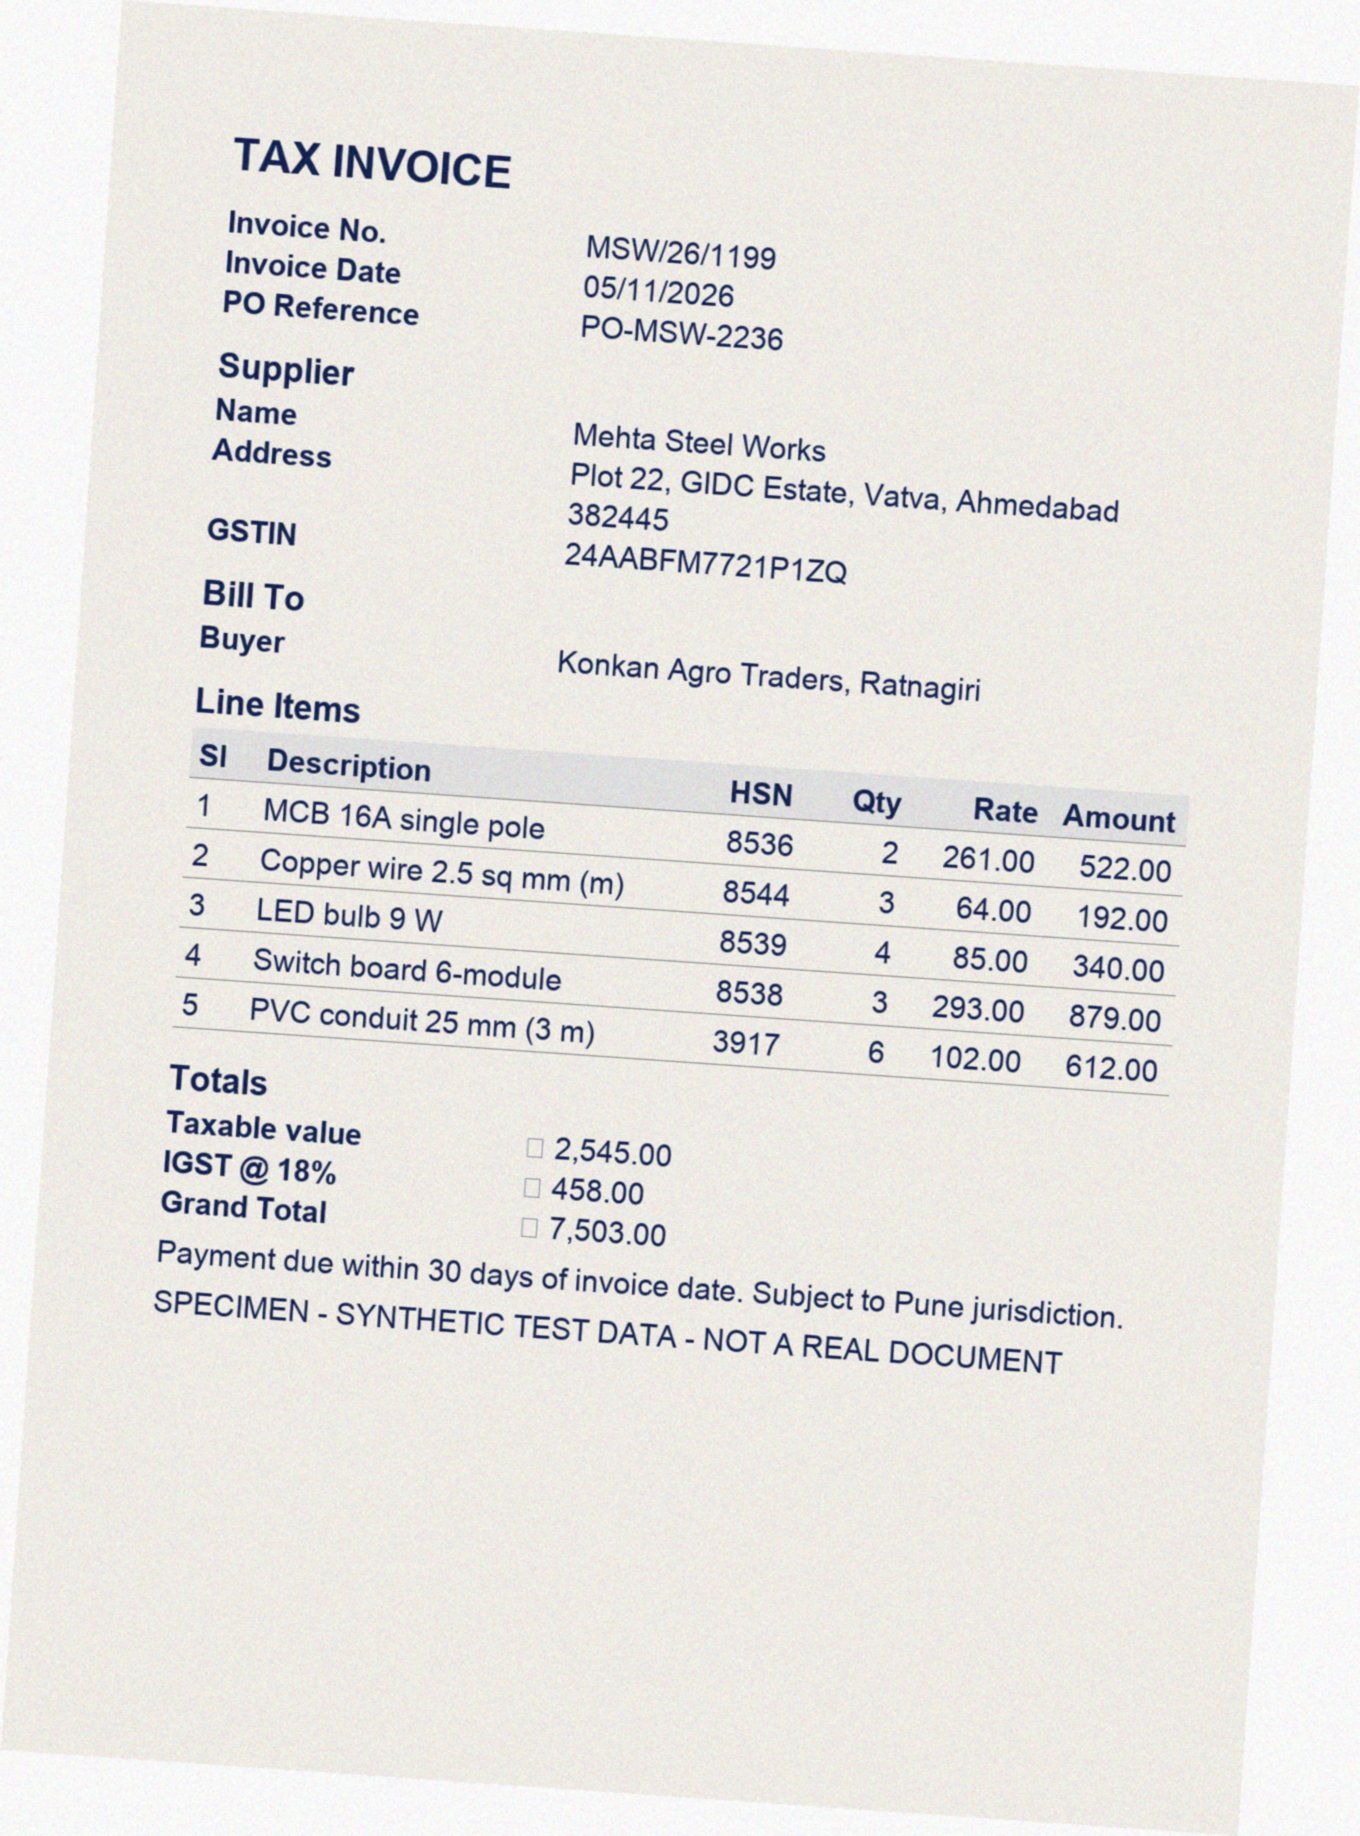 TAX INVOICE
Invoice No. MSW/26/1199
Invoice Date 05/11/2026
PO Reference PO-MSW-2236
Supplier
Name Mehta Steel Works
Address Plot 22, GIDC Estate, Vatva, Ahmedabad
382445
GSTIN 24AABFM7721P1ZQ
Bill To
Buyer Konkan Agro Traders, Ratnagiri
Line Items
Sl Description HSN Qty Rate Amount
1 MCB 16A single pole 8536 2 261.00 522.00
2 Copper wire 2.5 sq mm (m) 8544 3 64.00 192.00
3 LED bulb 9 W 8539 4 85.00 340.00
4 Switch board 6-module 8538 3 293.00 879.00
5 PVC conduit 25 mm (3 m) 3917 6 102.00 612.00
Totals
Taxable value □ 2,545.00
IGST @ 18% □ 458.00
Grand Total □ 7,503.00
Payment due within 30 days of invoice date. Subject to Pune jurisdiction.
SPECIMEN - SYNTHETIC TEST DATA - NOT A REAL DOCUMENT